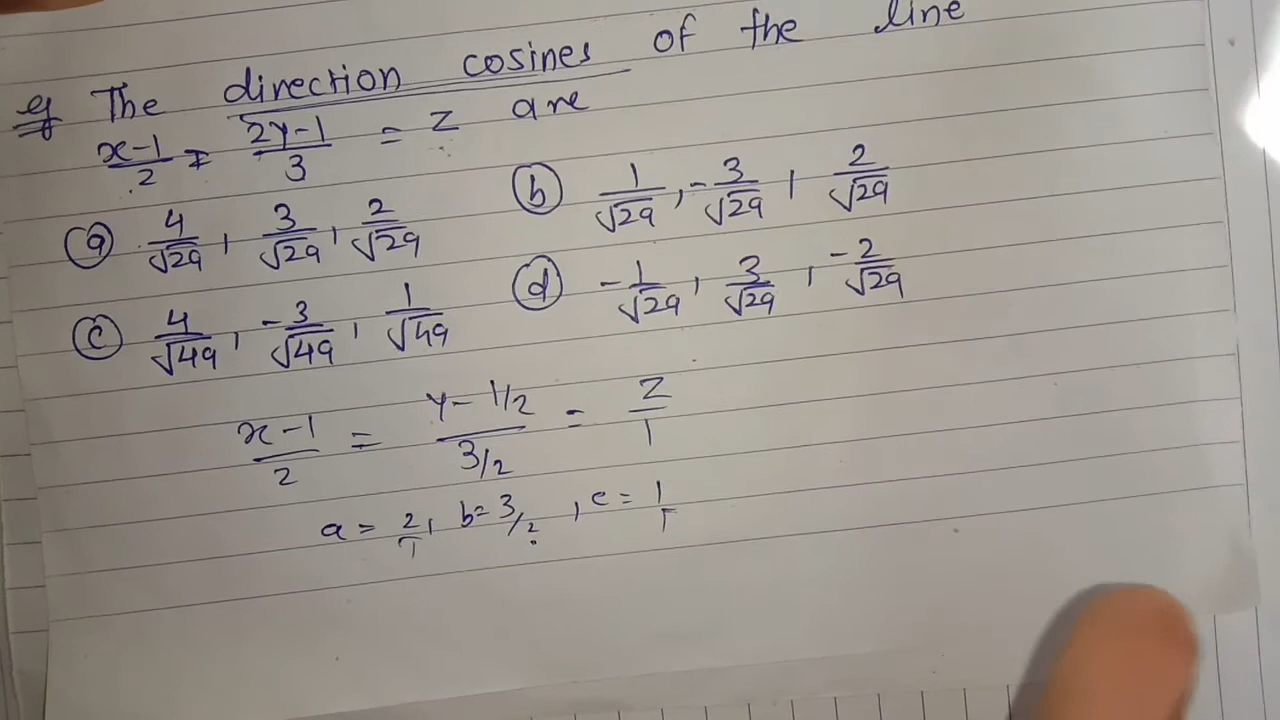 eg The direction cosines of the line
x-1/2 = 2y-1/3 = z are
(a) 4/√29, 3/√29, 2/√29 (b) 1/√29, -3/√29, 2/√29
(c) 4/√49, -3/√49, 1/√49 (d) -1/√29, 3/√29, -2/√29
x-1/2 = y-1/2/3/2 = z/1
a = 2/1, b = 3/2, c = 1/1